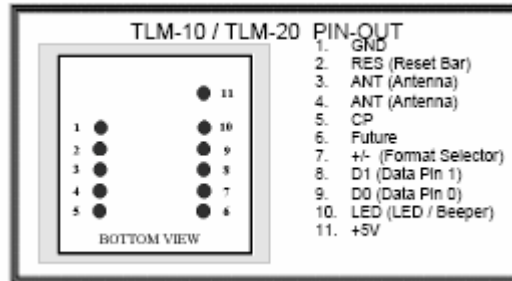 TLM-10 / TLM-20 PIN-OUT
11
1 10
2 9
3 8
4 7
5 6
BOTTOM VIEW
1. GND
2. RES (Reset Bar)
3. ANT (Antenna)
4. ANT (Antenna)
5. CP
6. Future
7. +/- (Format Selector)
8. D1 (Data Pin 1)
9. D0 (Data Pin 0)
10. LED (LED / Beeper)
11. +5V